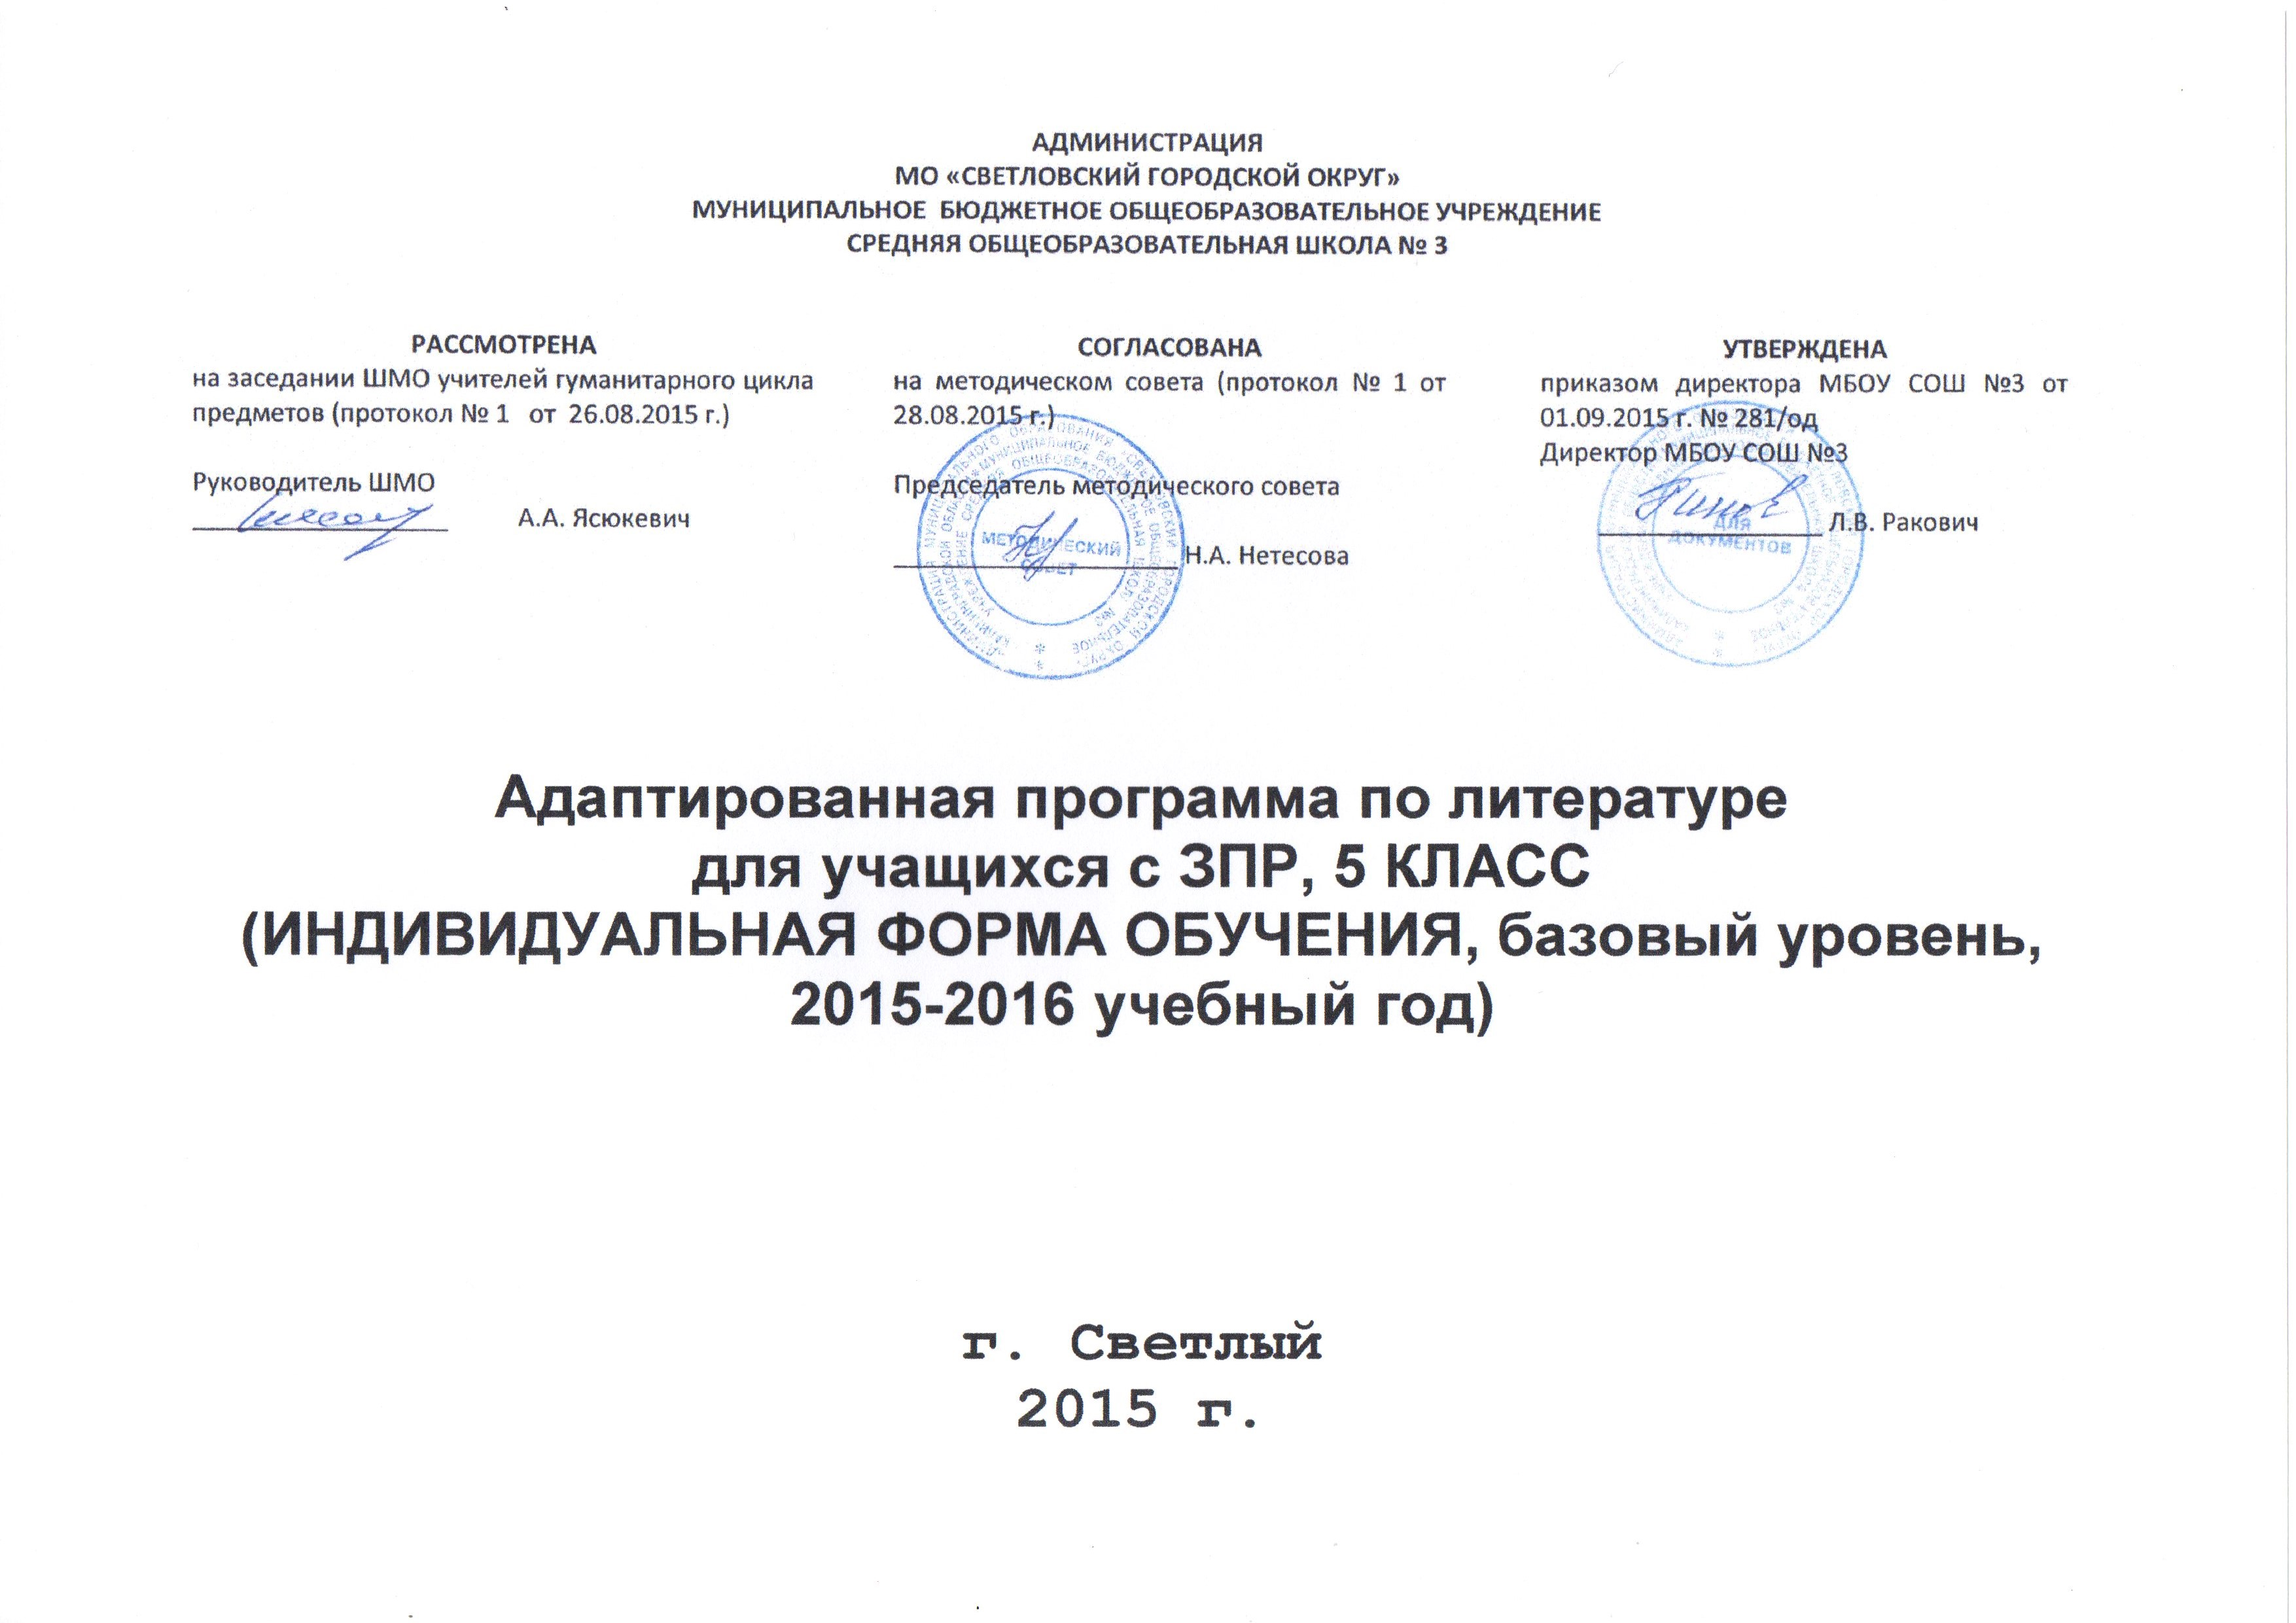 АДМИНИСТРАЦИЯ
МО «СВЕТЛОВСКИЙ ГОРОДСКОЙ ОКРУГ»
МУНИЦИПАЛЬНОЕ БЮДЖЕТНОЕ ОБЩЕОБРАЗОВАТЕЛЬНОЕ УЧРЕЖДЕНИЕ
СРЕДНЯЯ ОБЩЕОБРАЗОВАТЕЛЬНАЯ ШКОЛА № 3
РАССМОТРЕНА
на заседании ШМО учителей гуманитарного цикла
предметов (протокол № 1 от 26.08.2015 г.)
Руководитель ШМО
А.А. Ясюкевич
СОГЛАСОВАНА
на методическом совета (протокол № 1 от
28.08.2015 г.)
Председатель методического совета
Н.А. Нетесова
МЕТОДИЧЕСКИЙ
СОВЕТ
УТВЕРЖДЕНА
приказом директора МБОУ СОШ №3 от
01.09.2015 г. № 281/од
Директор МБОУ СОШ №3
Л.В. Ракович
ДЛЯ
ДОКУМЕНТОВ
Адаптированная программа по литературе
для учащихся с ЗПР, 5 КЛАСС
(ИНДИВИДУАЛЬНАЯ ФОРМА ОБУЧЕНИЯ, базовый уровень,
2015-2016 учебный год)
г. Светлый
2015 г.